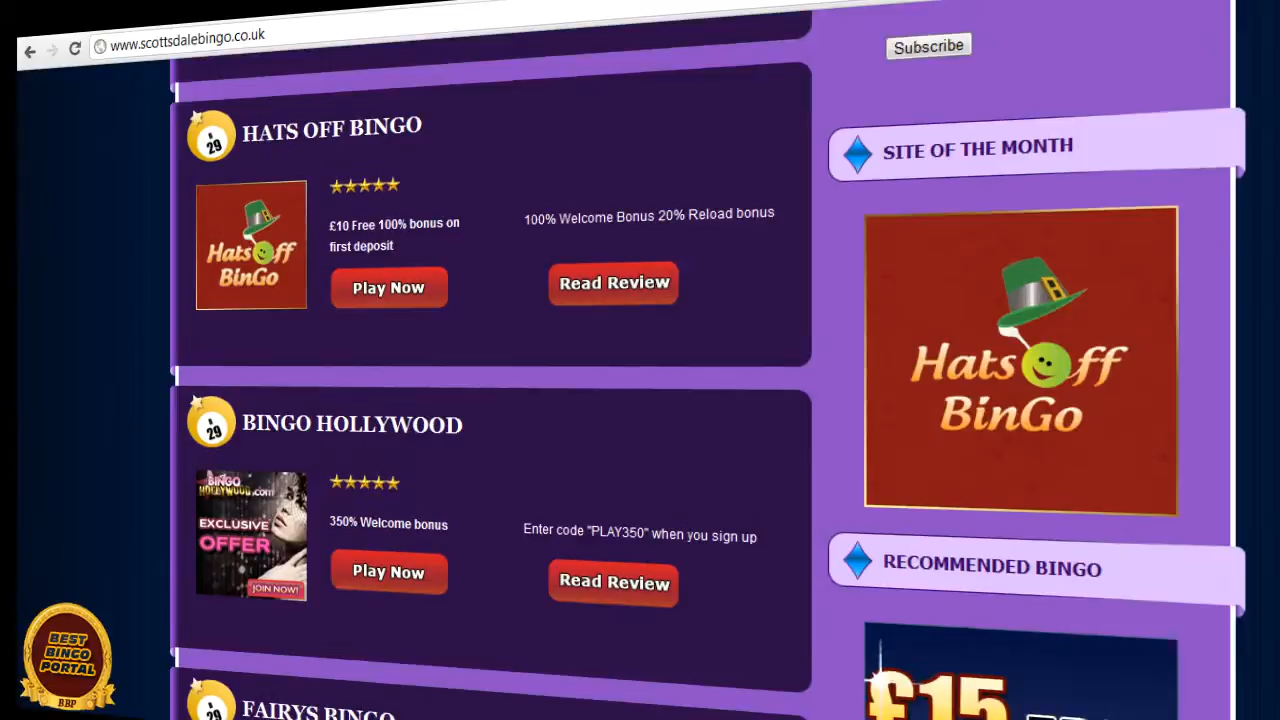 www.scottsdalebingo.co.uk
Subscribe
29
HATS OFF BINGO
Hats Off
BinGo
£10 Free 100% bonus on
first deposit
100% Welcome Bonus 20% Reload bonus
Play Now
Read Review
SITE OF THE MONTH
Hats Off
BinGo
29
BINGO HOLLYWOOD
BINGO
HOLLYWOOD.com
EXCLUSIVE
OFFER
JOIN NOW!
350% Welcome bonus
Enter code "PLAY350" when you sign up
Play Now
Read Review
RECOMMENDED BINGO
£15
29
FAIRYS BINGO
BEST
BINGO
PORTAL
BBP